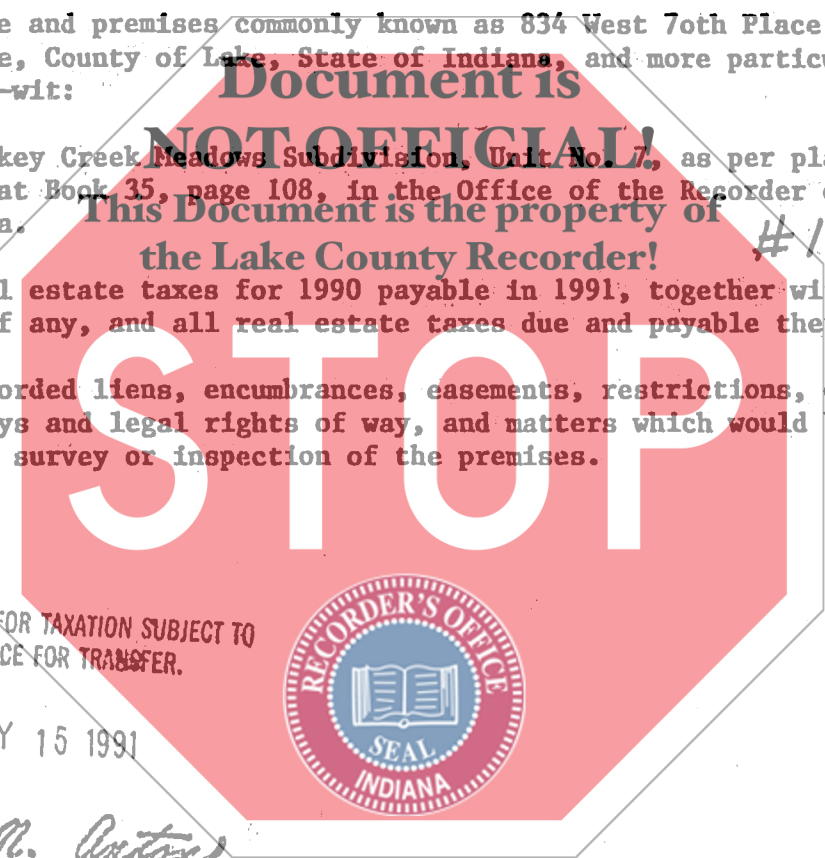 e and premises commonly known as 834 West 7oth Place
e, County of Lake, State of Indiana, and more particu
-wit:
Document is
NOT OFFICIAL!
key Creek Meadows Subdivision, Unit No. 7, as per pla
at Book 35, page 108, in the Office of the Recorder
This Document is the property of
a.
#1
the Lake County Recorder!
l estate taxes for 1990 payable in 1991, together wi
f any, and all real estate taxes due and payable the
STOP
orded liens, encumbrances, easements, restrictions,
ys and legal rights of way, and matters which would
survey or inspection of the premises.
FOR TAXATION SUBJECT TO
CE FOR TRANSFER.
Y 15 1991
RECORDER'S OFFICE
SEAL
INDIANA